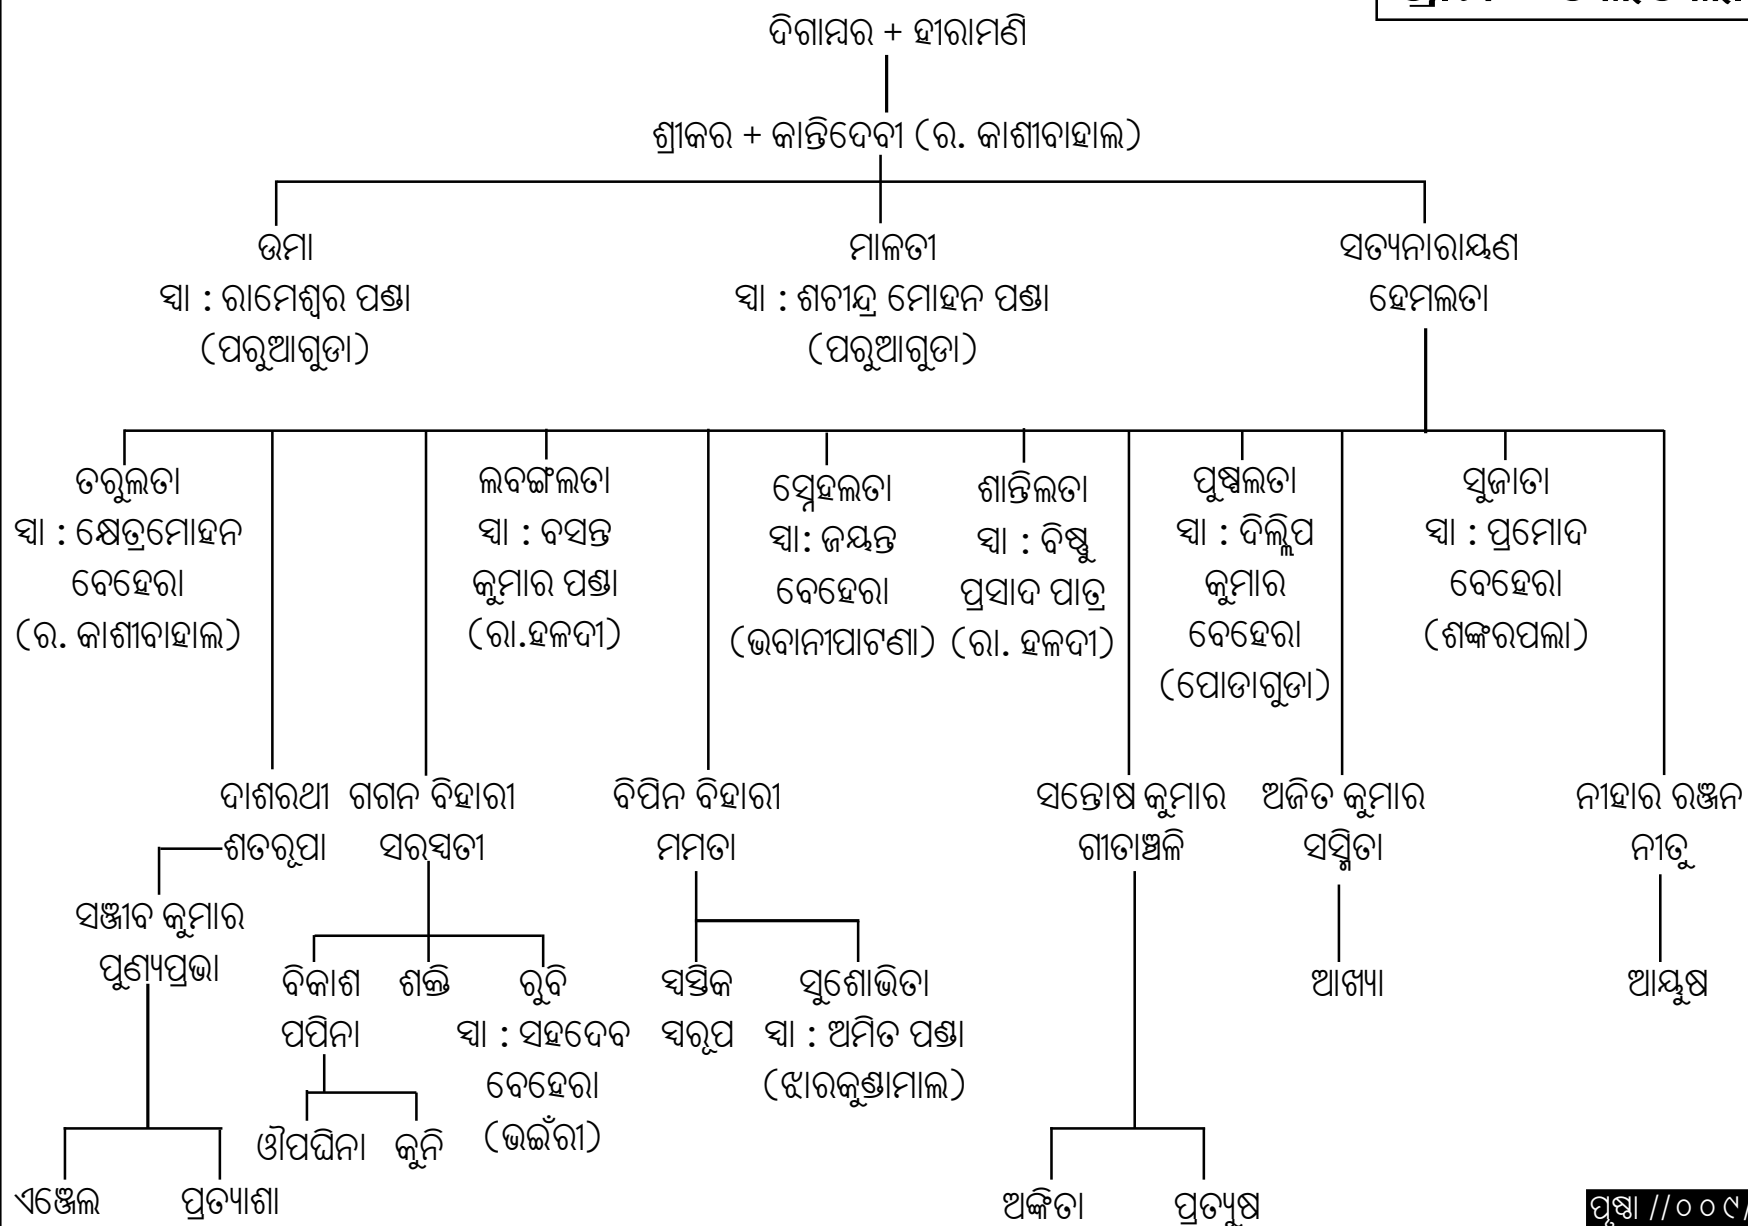 ଦିଗାମ୍ବର + ହୀରାମଣି
ଶ୍ରୀକର + କାନ୍ତିଦେବୀ (ର. କାଶୀବାହାଲ)
ଉମା
ସ୍ୱା : ରାମେଶ୍ୱର ପଣ୍ଡା
(ପରୁଆଗୁଡା)
ମାଳତୀ
ସ୍ୱା : ଶଚୀନ୍ଦ୍ର ମୋହନ ପଣ୍ଡା
(ପରୁଆଗୁଡା)
ସତ୍ୟନାରାୟଣ
ହେମଲତା
ତରୁଲତା
ସ୍ୱା : କ୍ଷେତ୍ରମୋହନ
ବେହେରା
(ର. କାଶୀବାହାଲ)
ଲବଙ୍ଗଲତା
ସ୍ୱା : ବସନ୍ତ
କୁମାର ପଣ୍ଡା
(ରା.ହଳଦୀ)
ସ୍ନେହଲତା
ସ୍ୱା: ଜୟନ୍ତ
ବେହେରା
(ଭବାନୀପାଟଣା)
ଶାନ୍ତିଲତା
ସ୍ୱା : ବିଷ୍ଣୁ
ପ୍ରସାଦ ପାତ୍ର
(ରା. ହଳଦୀ)
ପୁଷ୍ପଲତା
ସ୍ୱା : ଦିଲ୍ଲିପ
କୁମାର
ବେହେରା
(ପୋଡାଗୁଡା)
ସୁଜାତା
ସ୍ୱା : ପ୍ରମୋଦ
ବେହେରା
(ଶଙ୍କରପଲା)
ଦାଶରଥୀ
ଶତରୂପା
ଗଗନ ବିହାରୀ
ସରସ୍ୱତୀ
ବିପିନ ବିହାରୀ
ମମତା
ସନ୍ତୋଷ କୁମାର
ଗୀତାଞ୍ଚଳି
ଅଜିତ କୁମାର
ସସ୍ମିତା
ନୀହାର ରଞ୍ଜନ
ନୀତୁ
ସଞ୍ଜୀବ କୁମାର
ପୁଣ୍ୟପ୍ରଭା
ବିକାଶ
ପପିନା
ଶକ୍ତି
ରୁବି
ସ୍ୱା : ସହଦେବ
ବେହେରା
(ଭଇଁରୀ)
ସ୍ୱସ୍ତିକ
ସ୍ୱରୂପ
ସୁଶୋଭିତା
ସ୍ୱା : ଅମିତ ପଣ୍ଡା
(ଝାରକୁଣ୍ଡାମାଲ)
ଆଖ୍ୟା
ଆୟୁଷ
ଔପଘିନା
କୁନି
ଏଞ୍ଜେଲ
ପ୍ରତ୍ୟାଶା
ଅଙ୍କିତା
ପ୍ରତ୍ୟୁଷ
ପୃଷ୍ଠା //୦୦୯/